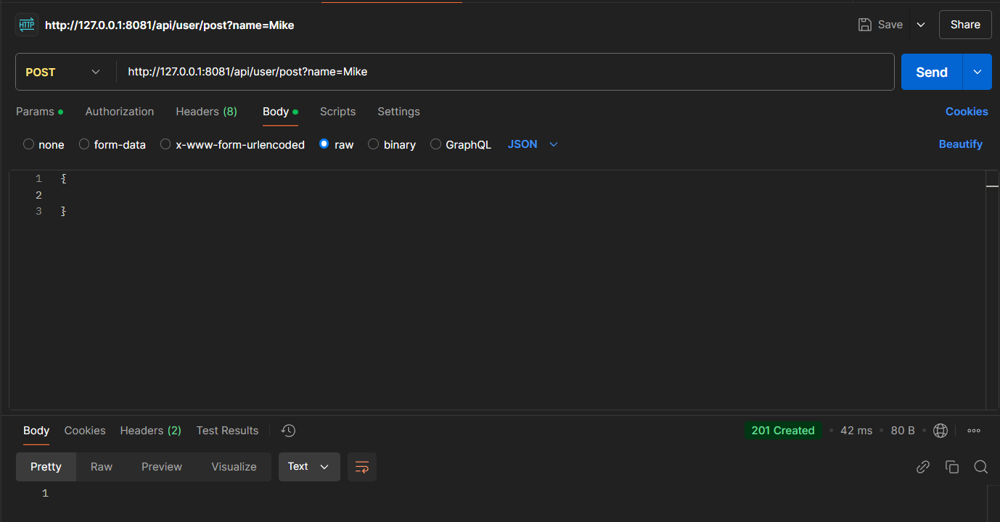 HTTP http://127.0.0.1:8081/api/user/post?name=Mike Save Share
POST http://127.0.0.1:8081/api/user/post?name=Mike Send
Params Authorization Headers (8) Body Scripts Settings Cookies
none form-data x-www-form-urlencoded raw binary GraphQL JSON Beautify
1 {
2
3 }
Body Cookies Headers (2) Test Results 201 Created • 42 ms • 80 B •
Pretty Raw Preview Visualize Text
1